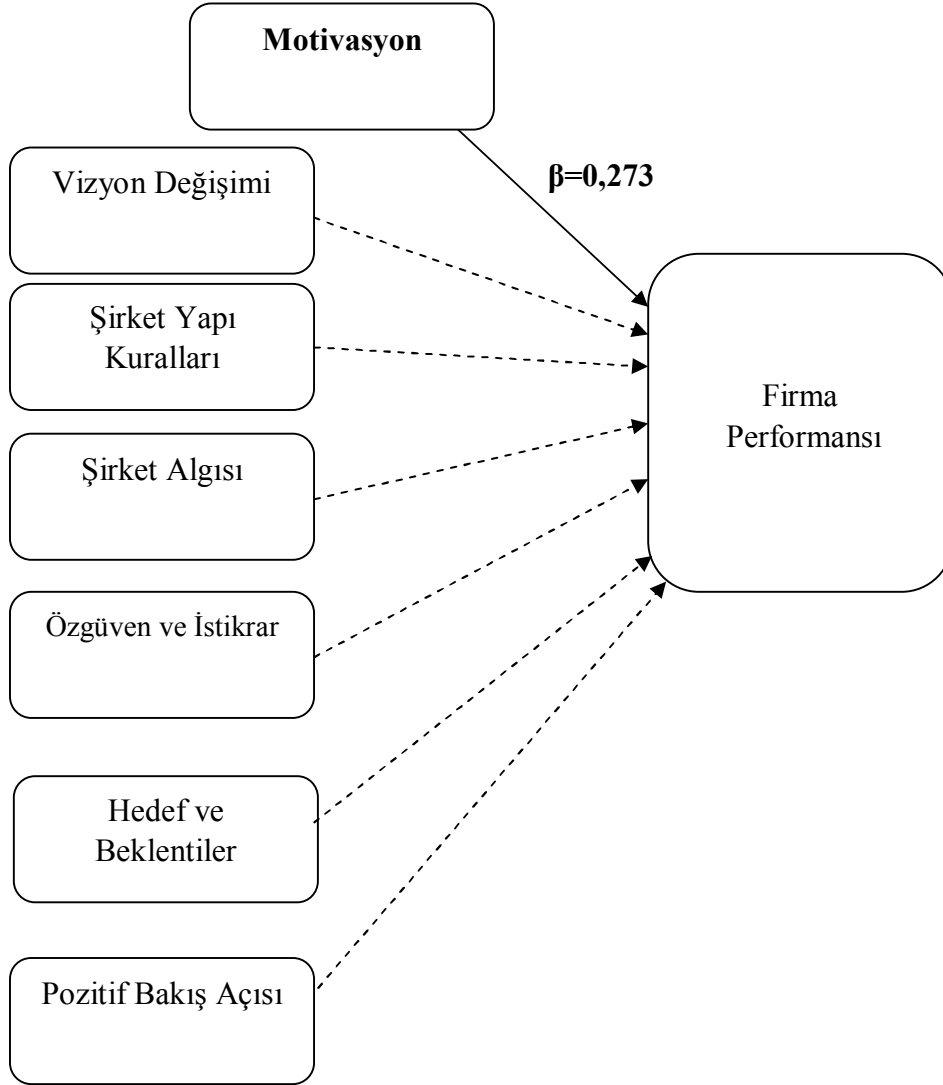 Motivasyon
β=0,273
Vizyon Değişimi
Şirket Yapı
Kuralları
Şirket Algısı
Özgüven ve İstikrar
Hedef ve
Beklentiler
Pozitif Bakış Açısı
Firma
Performansı